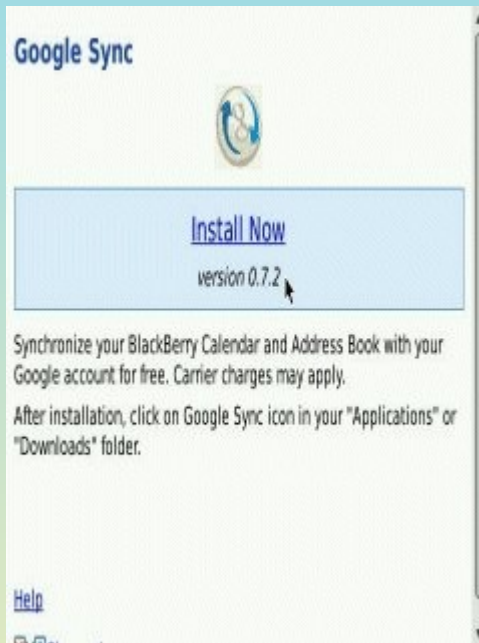 Google Sync
Install Now
version 0.7.2
Synchronize your BlackBerry Calendar and Address Book with your
Google account for free. Carrier charges may apply.
After installation, click on Google Sync icon in your "Applications" or
"Downloads" folder.
Help